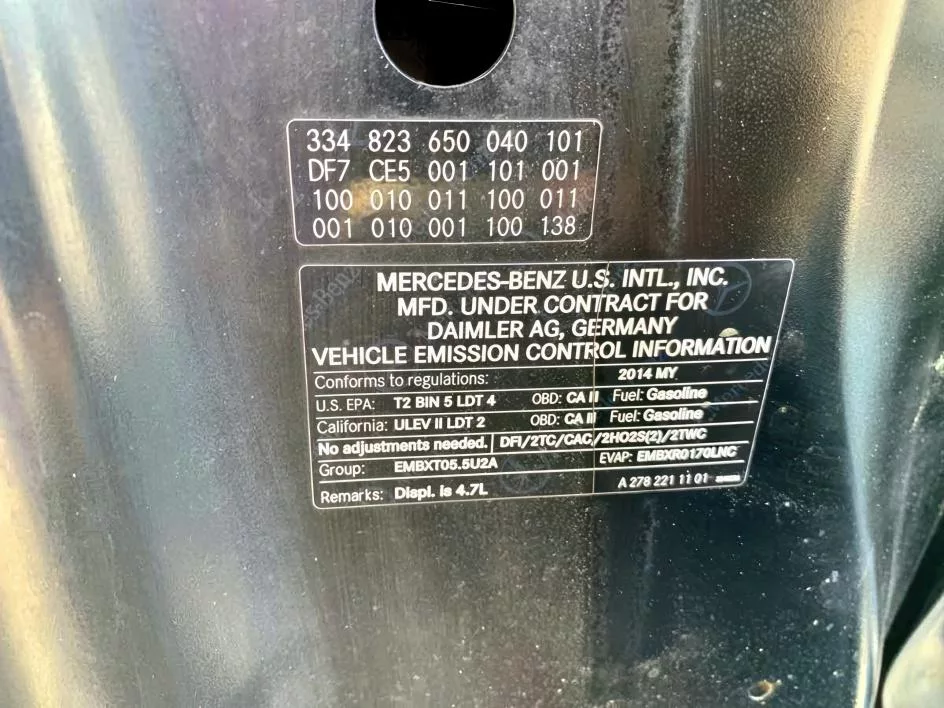 334 823 650 040 101
DF7 CE5 001 101 001
100 010 011 100 011
001 010 001 100 138
MERCEDES-BENZ U.S. INTL., INC.
MFD. UNDER CONTRACT FOR
DAIMLER AG, GERMANY
VEHICLE EMISSION CONTROL INFORMATION
Conforms to regulations: 2014 MY
U.S. EPA: T2 BIN 5 LDT 4 OBD: CA II Fuel: Gasoline
California: ULEV II LDT 2 OBD: CA II Fuel: Gasoline
No adjustments needed. DFI/2TC/CAC/2HO2S(2)/2TWC
Group: EMBXT05.5U2A EVAP: EMBXR0170LNC
Remarks: Displ. is 4.7L A 278 221 11 01